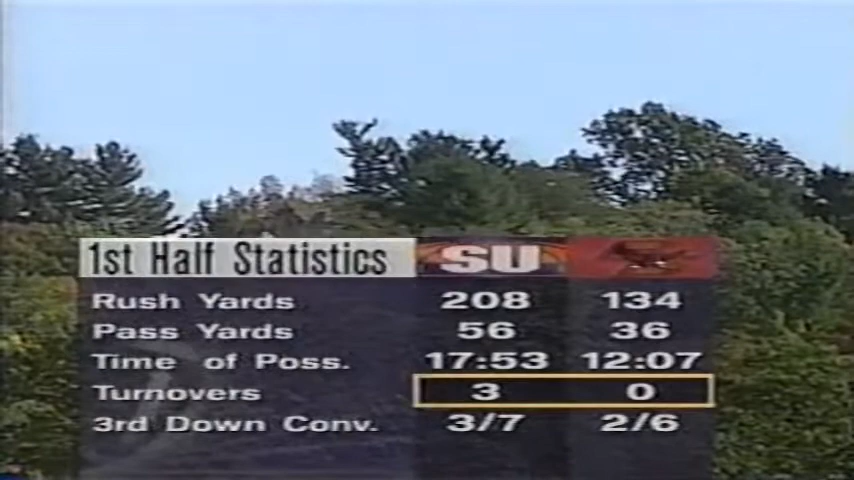 1st Half Statistics SU
Rush Yards 208 134
Pass Yards 56 36
Time of Poss. 17:53 12:07
Turnovers 3 0
3rd Down Conv. 3/7 2/6